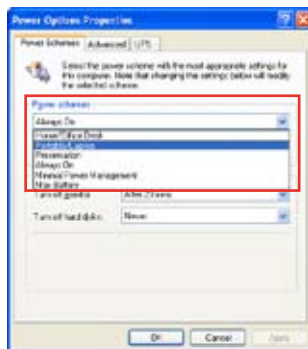 Power Options Properties
Power Schemes Advanced UPS
Select the power scheme with the most appropriate settings for
this computer. Note that changing the settings below will modify
the selected scheme.
Power schemes
Always On
Home/Office Desk
Portable/Laptop
Presentation
Always On
Minimal Power Management
Max Battery
Turn off monitor: After 20 mins
Turn off hard disks: Never
OK Cancel Apply